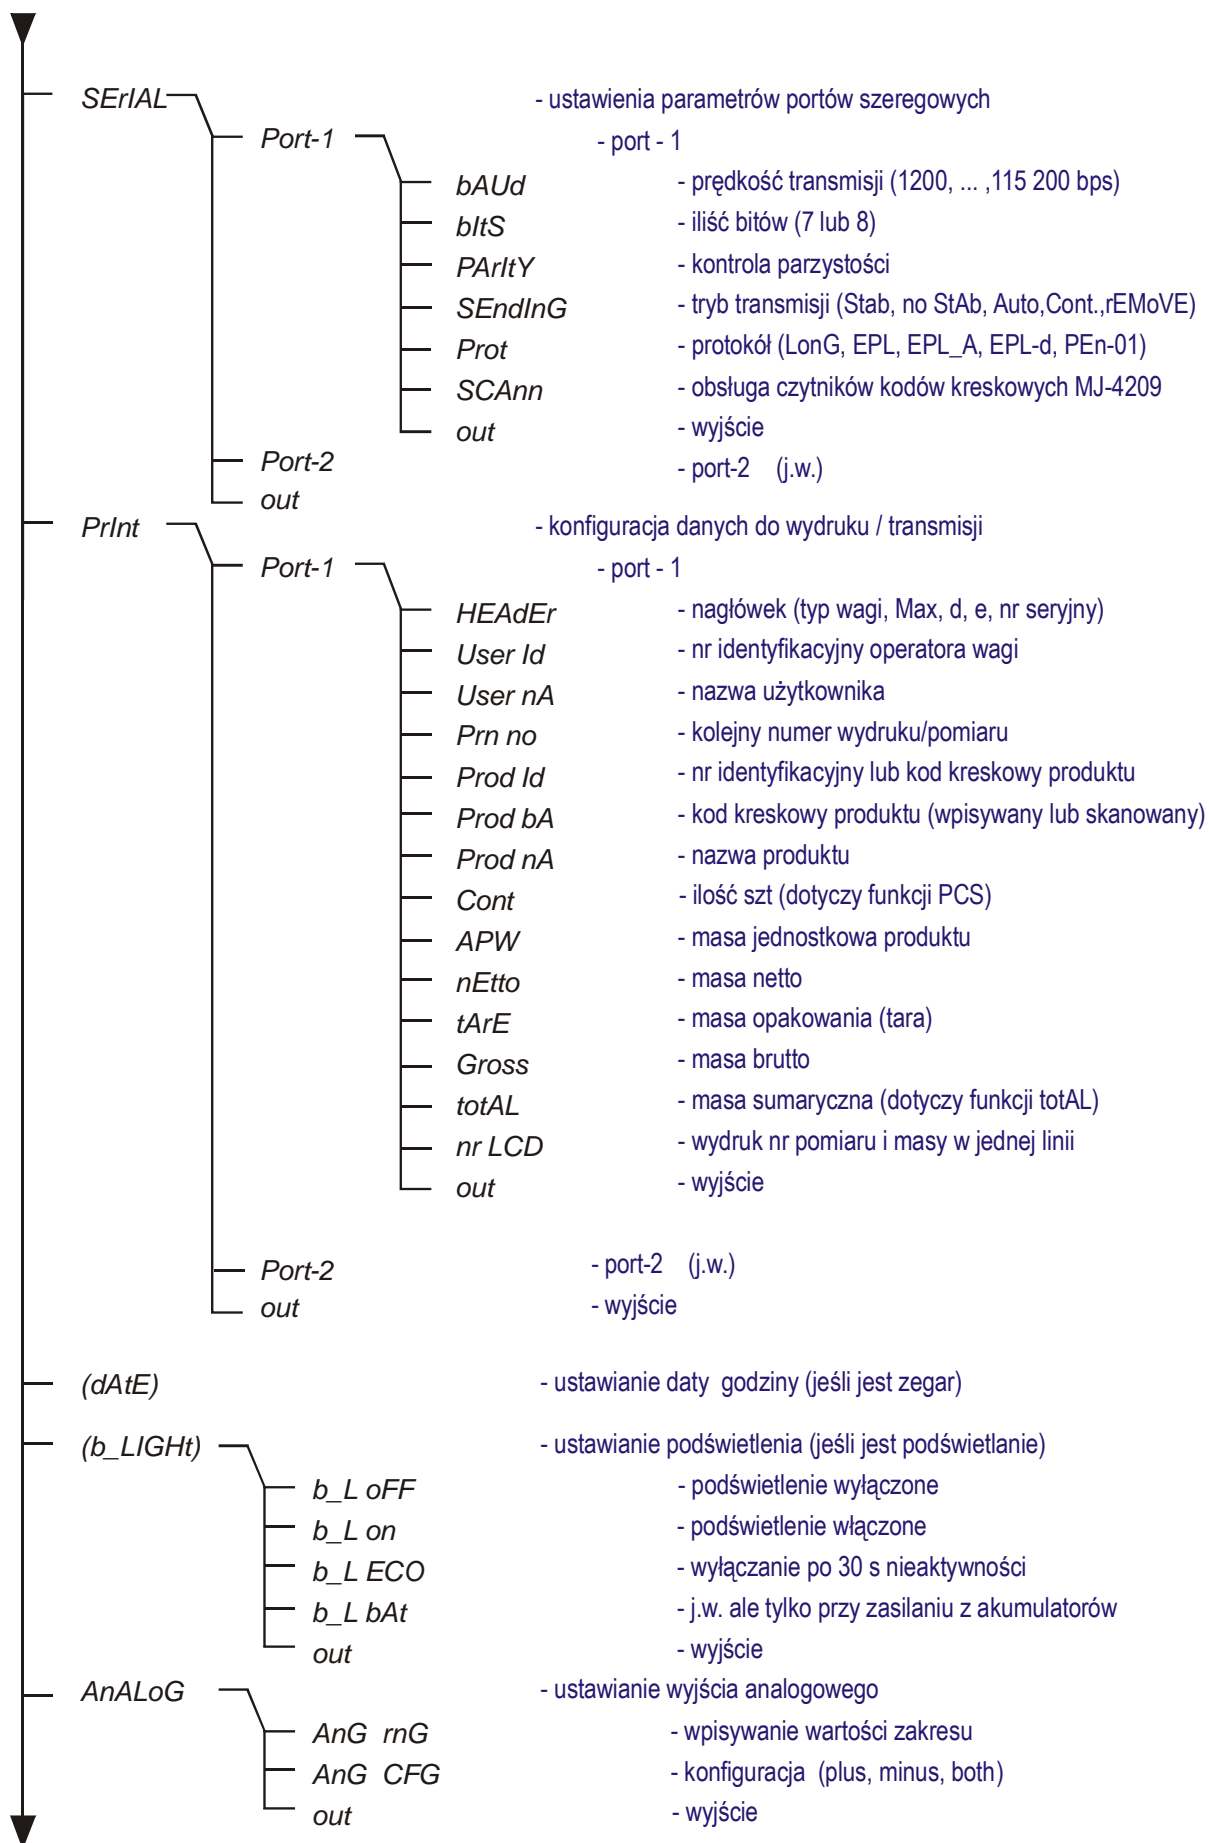 SErIAL - ustawienia parametrów portów szeregowych
Port-1 - port - 1
bAUd - prędkość transmisji (1200, ... ,115 200 bps)
bItS - iliść bitów (7 lub 8)
PArItY - kontrola parzystości
SEndInG - tryb transmisji (Stab, no StAb, Auto,Cont.,rEMoVE)
Prot - protokół (LonG, EPL, EPL_A, EPL-d, PEn-01)
SCAnn - obsługa czytników kodów kreskowych MJ-4209
out - wyjście
Port-2 - port-2 (j.w.)
out
PrInt - konfiguracja danych do wydruku / transmisji
Port-1 - port - 1
HEAdEr - nagłówek (typ wagi, Max, d, e, nr seryjny)
User Id - nr identyfikacyjny operatora wagi
User nA - nazwa użytkownika
Prn no - kolejny numer wydruku/pomiaru
Prod Id - nr identyfikacyjny lub kod kreskowy produktu
Prod bA - kod kreskowy produktu (wpisywany lub skanowany)
Prod nA - nazwa produktu
Cont - ilość szt (dotyczy funkcji PCS)
APW - masa jednostkowa produktu
nEtto - masa netto
tArE - masa opakowania (tara)
Gross - masa brutto
totAL - masa sumaryczna (dotyczy funkcji totAL)
nr LCD - wydruk nr pomiaru i masy w jednej linii
out - wyjście
Port-2 - port-2 (j.w.)
out - wyjście
(dAtE) - ustawianie daty godziny (jeśli jest zegar)
(b_LIGHt) - ustawianie podświetlenia (jeśli jest podświetlanie)
b_L oFF - podświetlenie wyłączone
b_L on - podświetlenie włączone
b_L ECO - wyłączanie po 30 s nieaktywności
b_L bAt - j.w. ale tylko przy zasilaniu z akumulatorów
out - wyjście
AnALoG - ustawianie wyjścia analogowego
AnG rnG - wpisywanie wartości zakresu
AnG CFG - konfiguracja (plus, minus, both)
out - wyjście